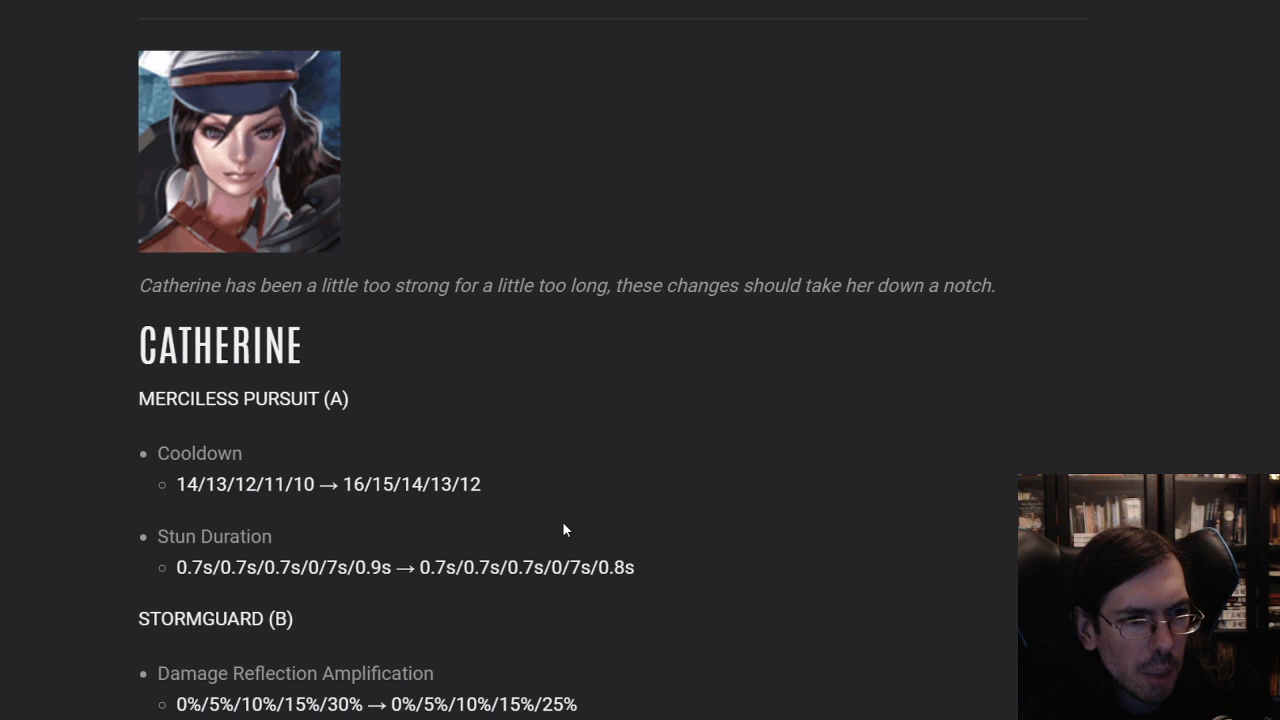 Catherine has been a little too strong for a little too long, these changes should take her down a notch.
CATHERINE
MERCILESS PURSUIT (A)
• Cooldown
○ 14/13/12/11/10 → 16/15/14/13/12
• Stun Duration
○ 0.7s/0.7s/0.7s/0/7s/0.9s → 0.7s/0.7s/0.7s/0/7s/0.8s
STORMGUARD (B)
• Damage Reflection Amplification
○ 0%/5%/10%/15%/30% → 0%/5%/10%/15%/25%